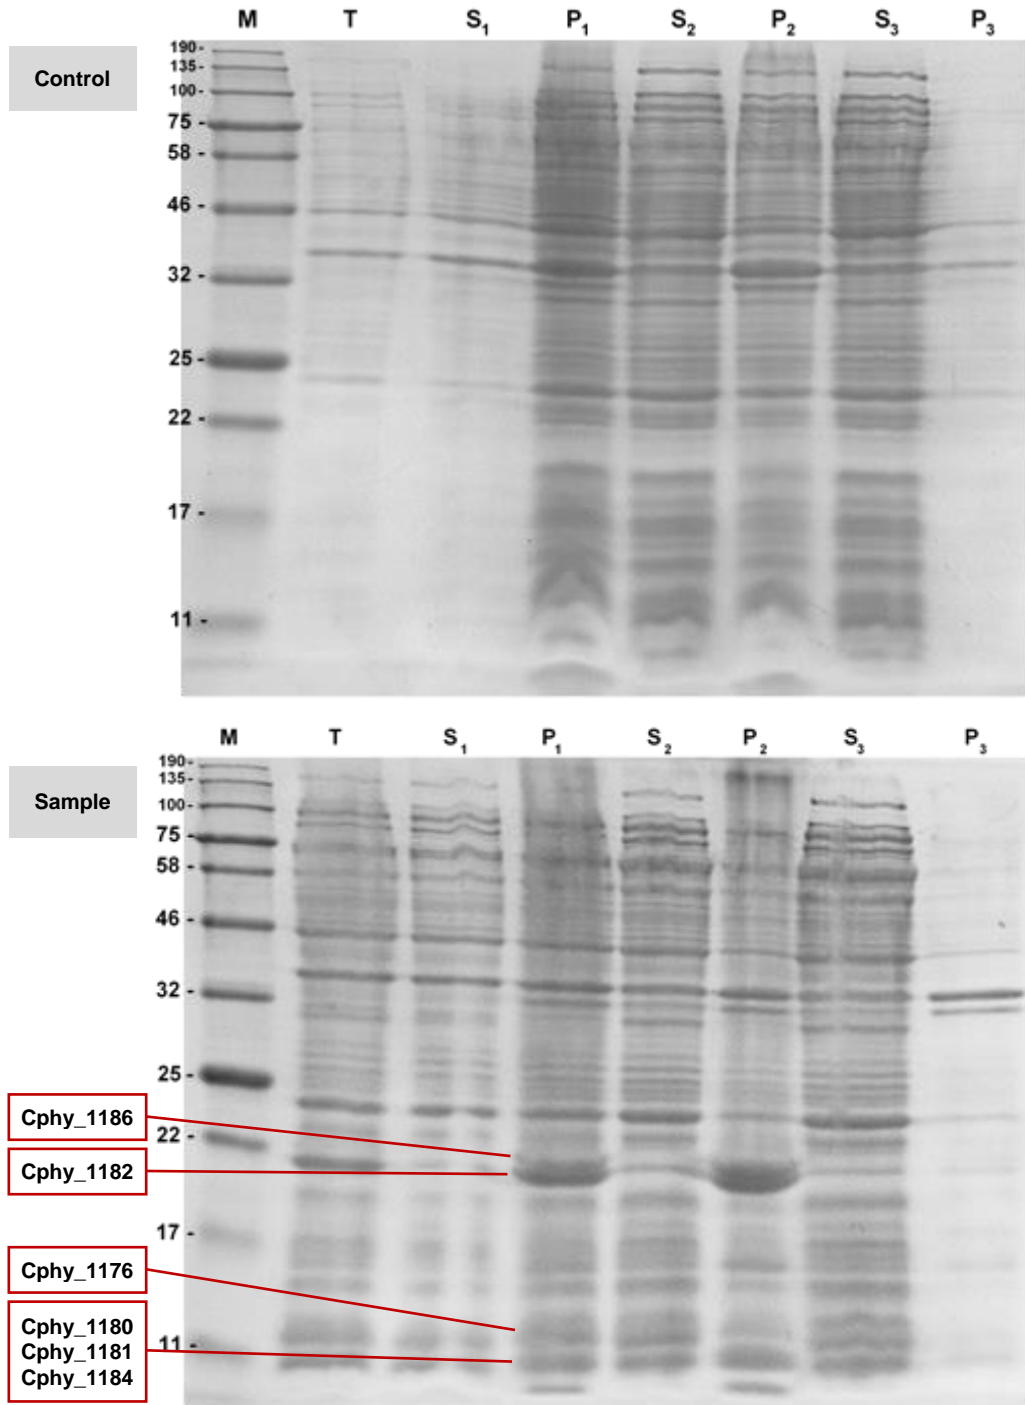 M T S1 P1 S2 P2 S3 P3
Control
190-
135-
100-
75 -
58 -
46 -
32 -
25 -
22 -
17 -
11 -
M T S1 P1 S2 P2 S3 P3
Sample
190-
135-
100-
75 -
58 -
46 -
32 -
25 -
Cphy_1186
22 -
Cphy_1182
17 -
Cphy_1176
Cphy_1180
11 -
Cphy_1181
Cphy_1184